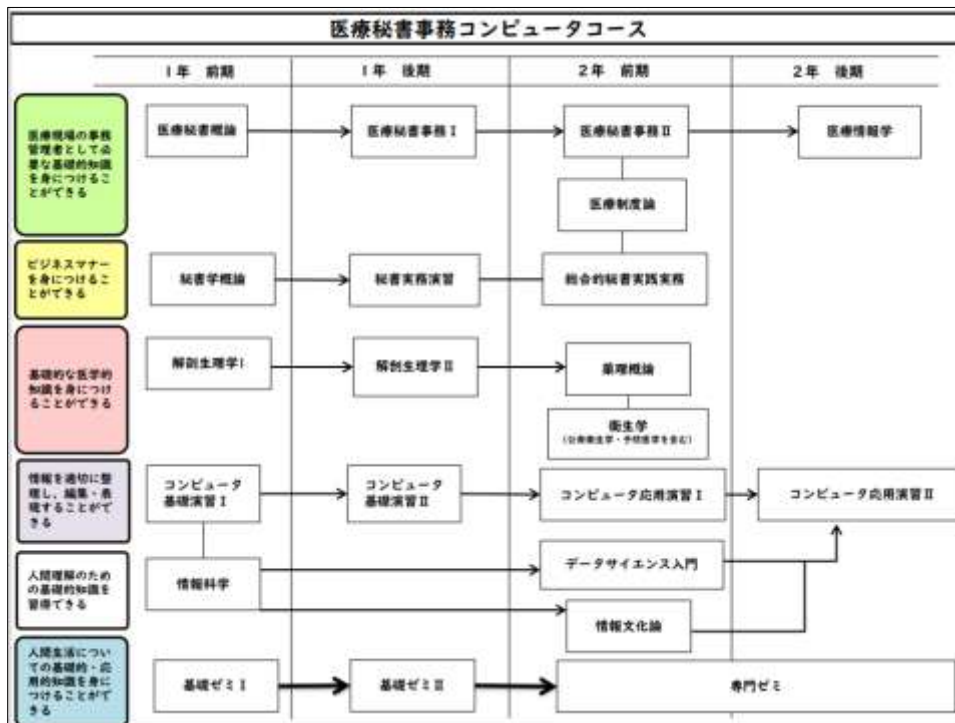 医療秘書事務コンピュータコース
1年 前期
1年 後期
2年 前期
2年 後期
医療現場の事務
管理者として必
要な基礎的知識
を身につけるこ
とができる
医療秘書概論
医療秘書事務Ⅰ
医療秘書事務Ⅱ
医療情報学
医療制度論
ビジネスマナー
を身につけるこ
とができる
秘書学概論
秘書実務演習
総合的秘書実践実務
基礎的な医学的
知識を身につけ
ることができる
解剖生理学Ⅰ
解剖生理学Ⅱ
薬理概論
衛生学
(公衆衛生学・予防医学を含む)
情報を適切に整
理し、編集・表
現することがで
きる
コンピュータ
基礎演習Ⅰ
コンピュータ
基礎演習Ⅱ
コンピュータ応用演習Ⅰ
コンピュータ応用演習Ⅱ
人間理解のため
の基礎的知識を
習得できる
情報科学
データサイエンス入門
情報文化論
人間生活につい
ての基礎的・応
用的知識を身に
つけることがで
きる
基礎ゼミⅠ
基礎ゼミⅡ
専門ゼミ